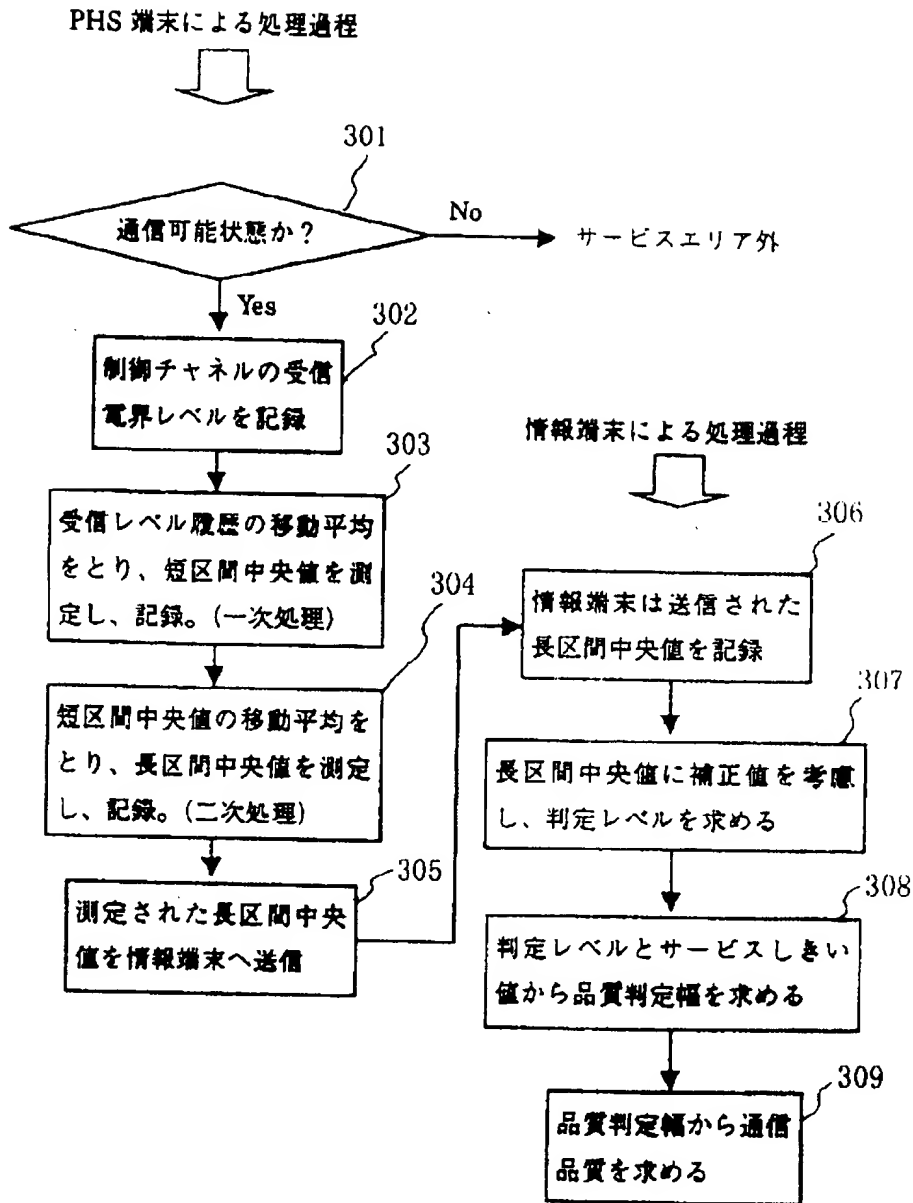 PHS 端末による処理過程
301
通信可能状態か?
No
サービスエリア外
Yes
302
制御チャネルの受信
電界レベルを記録
303
受信レベル履歴の移動平均
をとり、短区間中央値を測
定し、記録。(一次処理)
304
短区間中央値の移動平均を
とり、長区間中央値を測定
し、記録。(二次処理)
305
測定された長区間中央
値を情報端末へ送信
情報端末による処理過程
306
情報端末は送信された
長区間中央値を記録
307
長区間中央値に補正値を考慮
し、判定レベルを求める
308
判定レベルとサービスしきい
値から品質判定幅を求める
309
品質判定幅から通信
品質を求める